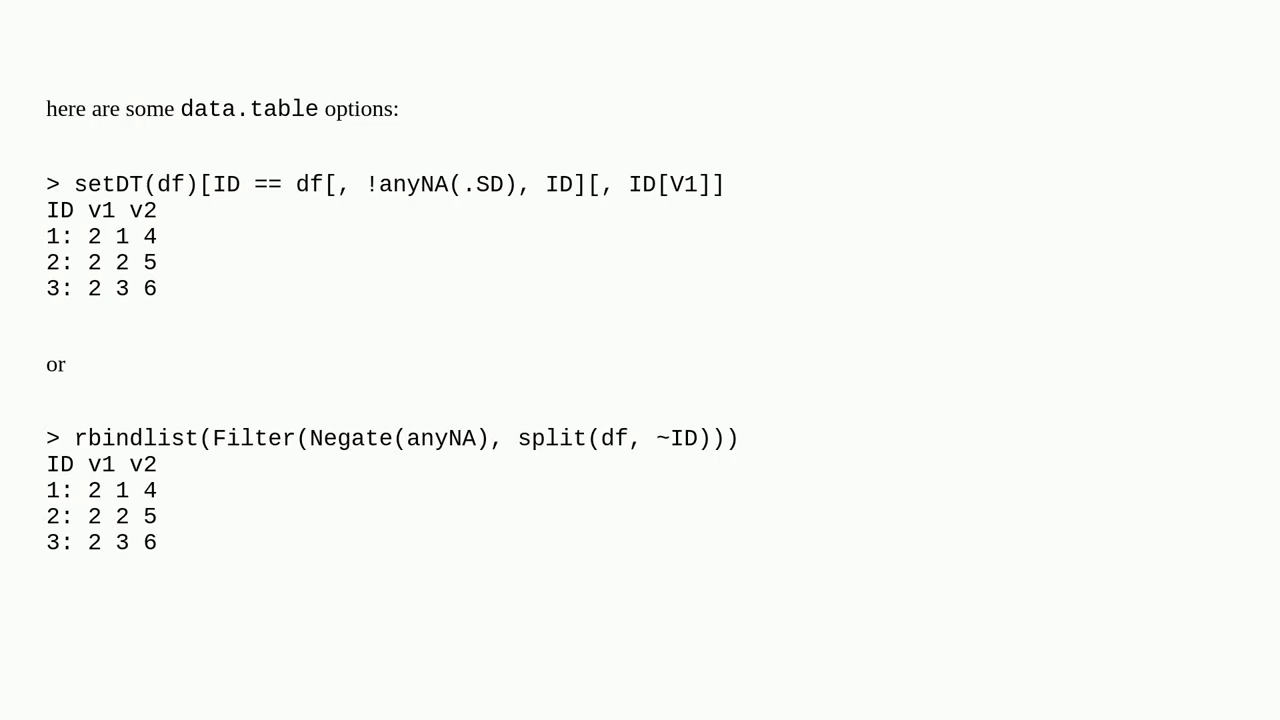 here are some data.table options:
> setDT(df)[ID == df[, !anyNA(.SD), ID][, ID[V1]]
ID v1 v2
1: 2 1 4
2: 2 2 5
3: 2 3 6
or
> rbindlist(Filter(Negate(anyNA), split(df, ~ID)))
ID v1 v2
1: 2 1 4
2: 2 2 5
3: 2 3 6